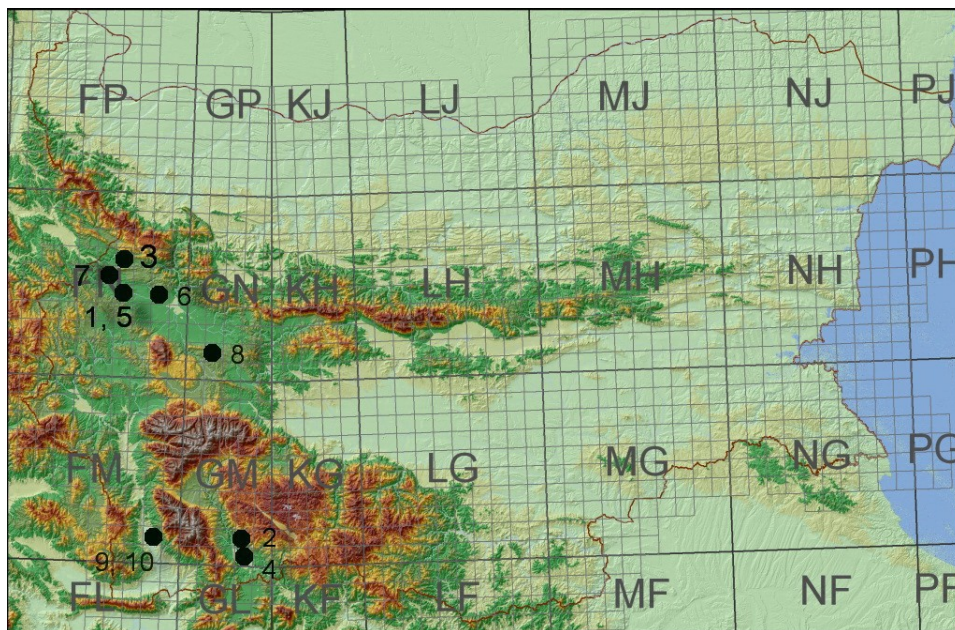 FP GP KJ LJ MJ NJ PJ
3
7 FN 6 GN KH LH MH NH PH
1, 5
8
FM GM KG LG MG NG PG
2
9, 10 4
FL GL KF LF MF NF PF